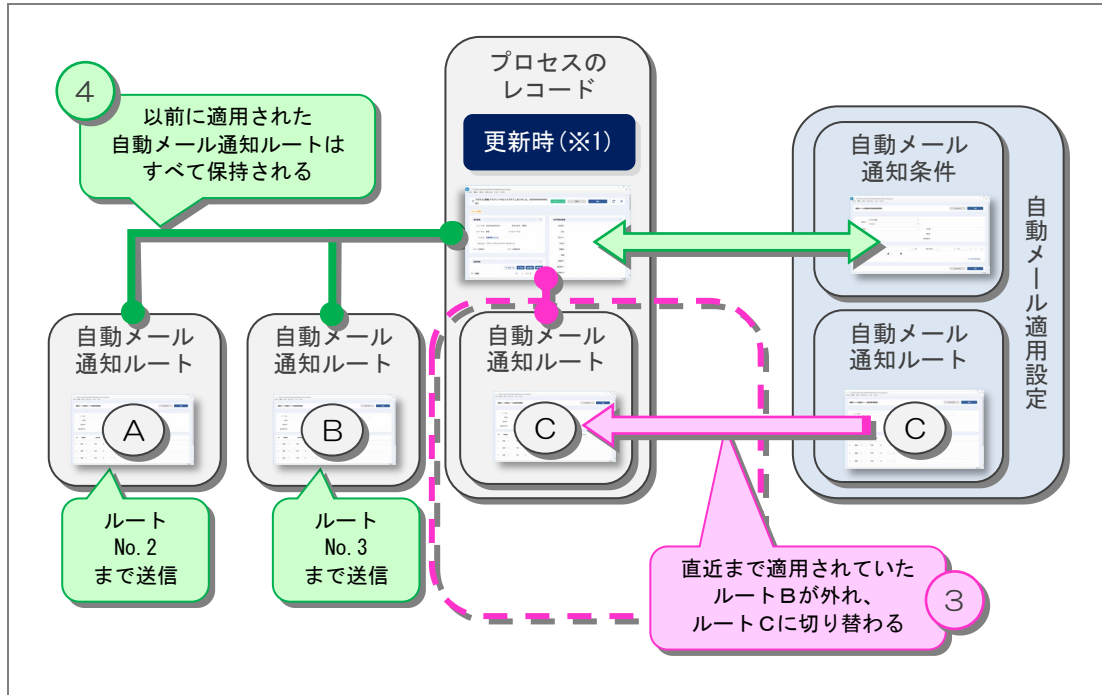 4
以前に適用された
自動メール通知ルートは
すべて保持される
プロセスの
レコード
更新時(※1)
自動メール
通知条件
自動メール適用設定
自動メール
通知ルート
A
自動メール
通知ルート
B
自動メール
通知ルート
C
自動メール
通知ルート
C
ルート
No.2
まで送信
ルート
No.3
まで送信
直近まで適用されていた
ルートBが外れ、
ルートCに切り替わる
3